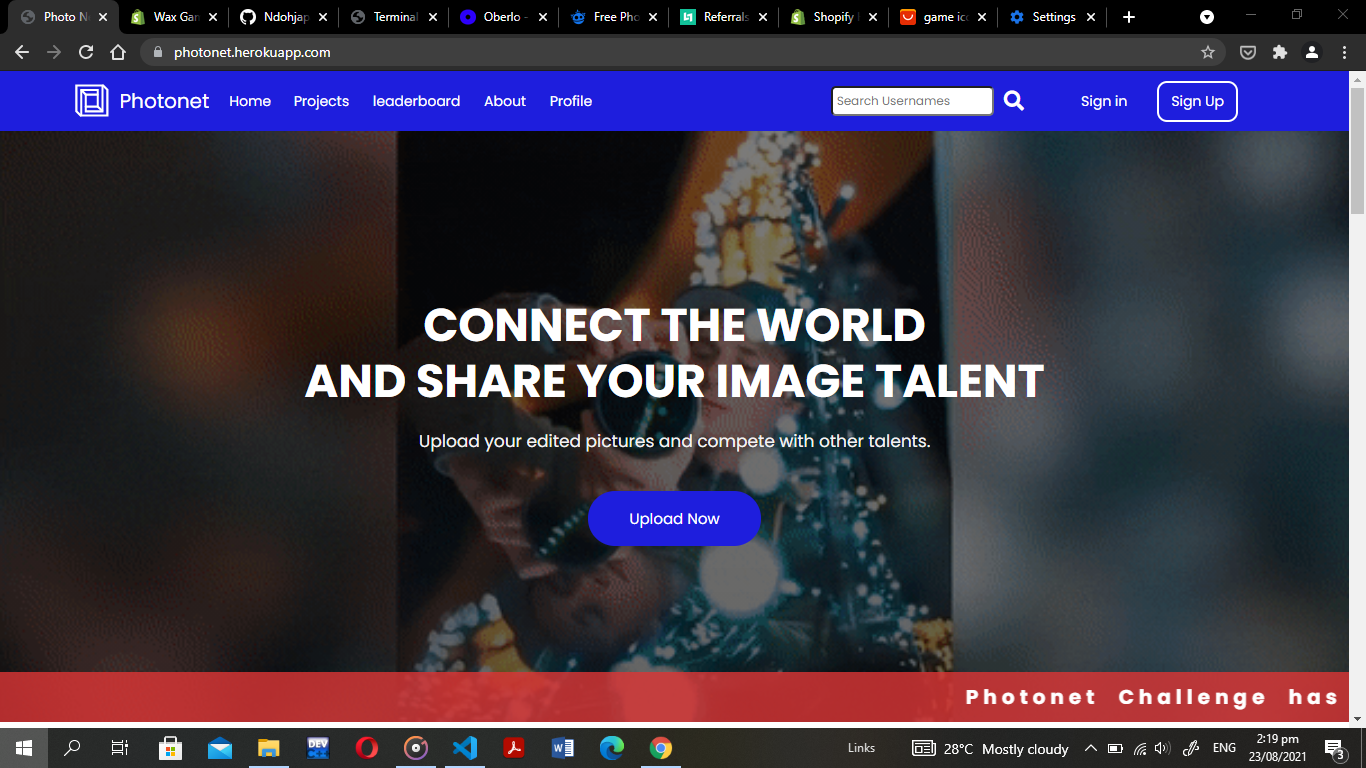 Photo N
Wax Gan
Ndohjap
Terminal
Oberlo -
Free Pho
Referrals
Shopify
game ico
Settings
photonet.herokuapp.com
Photonet
Home
Projects
leaderboard
About
Profile
Search Usernames
Sign in
Sign Up
CONNECT THE WORLD
AND SHARE YOUR IMAGE TALENT
Upload your edited pictures and compete with other talents.
Upload Now
Photonet Challenge has
DEV
Links
28°C Mostly cloudy
ENG
2:19 pm
23/08/2021
3